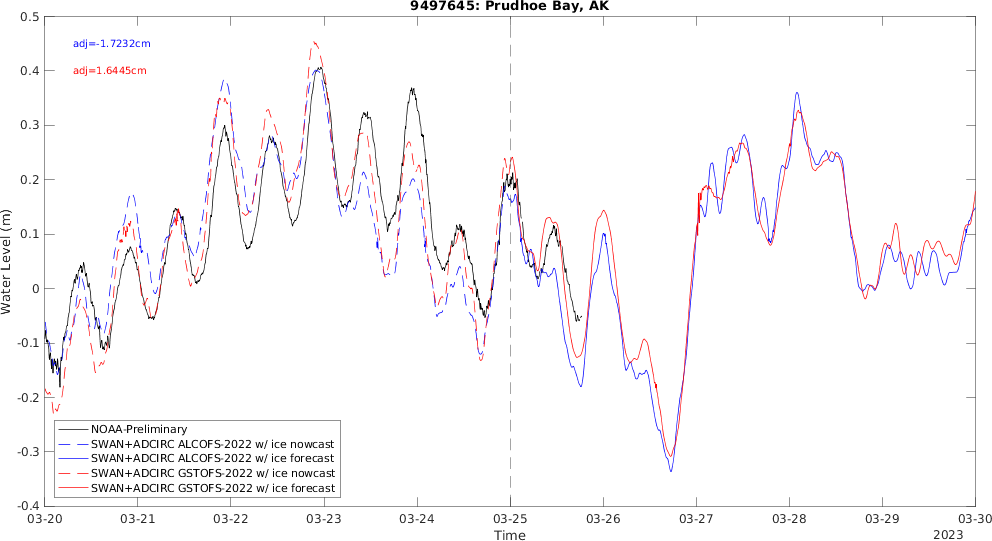 9497645: Prudhoe Bay, AK
adj=-1.7232cm
adj=1.6445cm
Water Level (m)
0.5
0.4
0.3
0.2
0.1
0
-0.1
-0.2
-0.3
-0.4
NOAA-Preliminary
SWAN+ADCIRC ALCOFS-2022 w/ ice nowcast
SWAN+ADCIRC ALCOFS-2022 w/ ice forecast
SWAN+ADCIRC GSTOFS-2022 w/ ice nowcast
SWAN+ADCIRC GSTOFS-2022 w/ ice forecast
03-20 03-21 03-22 03-23 03-24 03-25 03-26 03-27 03-28 03-29 03-30
Time
2023